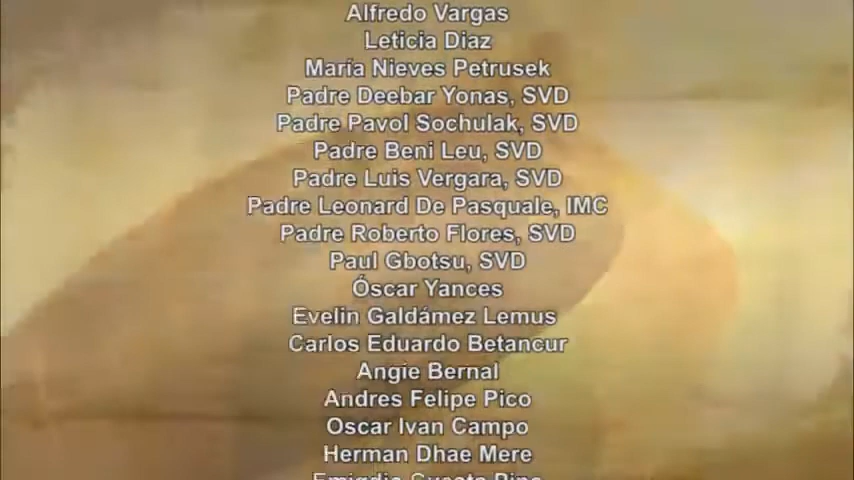 Alfredo Vargas
Leticia Diaz
María Nieves Petrusek
Padre Deebar Yonas, SVD
Padre Pavol Sochulak, SVD
Padre Beni Leu, SVD
Padre Luis Vergara, SVD
Padre Leonard De Pasquale, IMC
Padre Roberto Flores, SVD
Paul Gbotsu, SVD
Óscar Yances
Evelin Galdámez Lemus
Carlos Eduardo Betancur
Angie Bernal
Andres Felipe Pico
Oscar Ivan Campo
Herman Dhae Mere